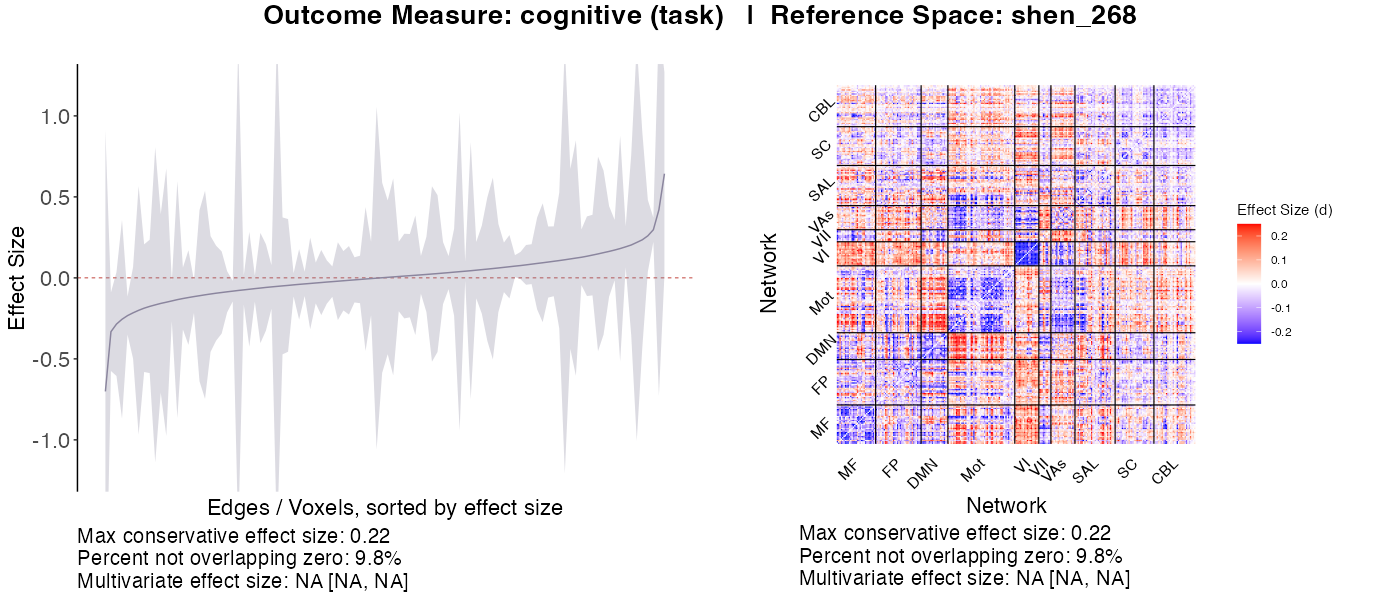 Outcome Measure: cognitive (task) | Reference Space: shen_268
Effect Size
1.0
0.5
0.0
-0.5
-1.0
Edges / Voxels, sorted by effect size
Max conservative effect size: 0.22
Percent not overlapping zero: 9.8%
Multivariate effect size: NA [NA, NA]
Network
CBL
SC
SAL
VAs
VII
VI
Mot
DMN
FP
MF
MF
FP
DMN
Mot
VI
VII
VAs
SAL
SC
CBL
Network
Max conservative effect size: 0.22
Percent not overlapping zero: 9.8%
Multivariate effect size: NA [NA, NA]
Effect Size (d)
0.2
0.1
0.0
-0.1
-0.2